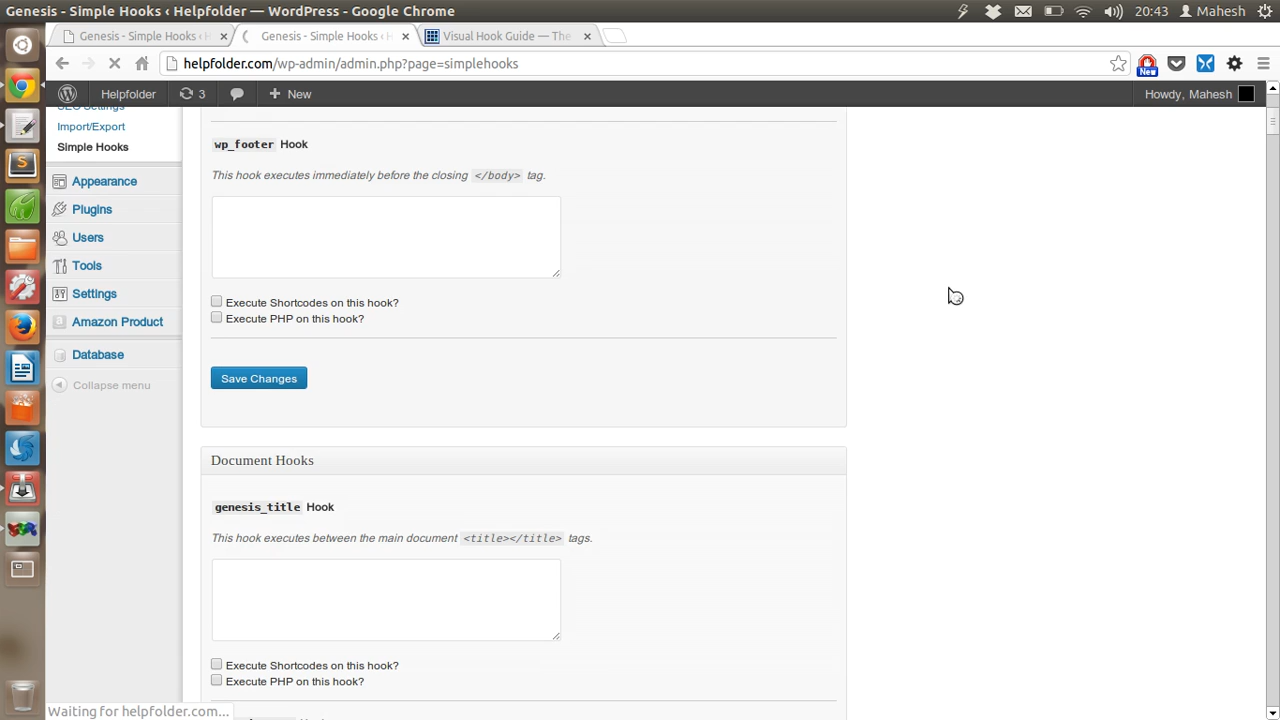 Genesis - Simple Hooks ‹ Helpfolder — WordPress - Google Chrome
20:43 Mahesh
Genesis - Simple Hooks ‹ H
Genesis - Simple Hooks ‹ H
Visual Hook Guide — The
helpfolder.com/wp-admin/admin.php?page=simplehooks
New
Helpfolder 3 + New
Howdy, Mahesh
SEO Settings
Import/Export
Simple Hooks
Appearance
Plugins
Users
Tools
Settings
Amazon Product
Database
Collapse menu
wp_footer Hook
This hook executes immediately before the closing </body> tag.
Execute Shortcodes on this hook?
Execute PHP on this hook?
Save Changes
Document Hooks
genesis_title Hook
This hook executes between the main document <title></title> tags.
Execute Shortcodes on this hook?
Execute PHP on this hook?
Waiting for helpfolder.com...